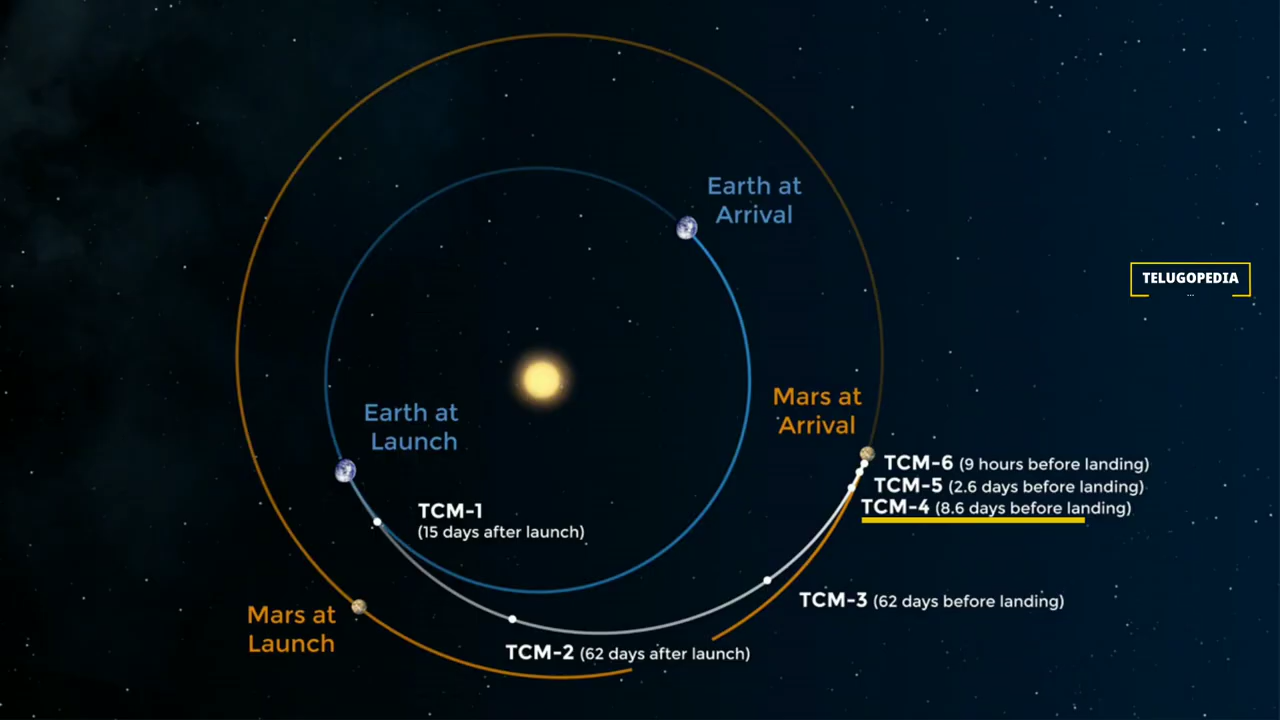 Earth at
Arrival
TELUGOPEDIA
...
Mars at
Arrival
Earth at
Launch
TCM-6 (9 hours before landing)
TCM-5 (2.6 days before landing)
TCM-4 (8.6 days before landing)
TCM-1
(15 days after launch)
TCM-3 (62 days before landing)
Mars at
Launch
TCM-2 (62 days after launch)